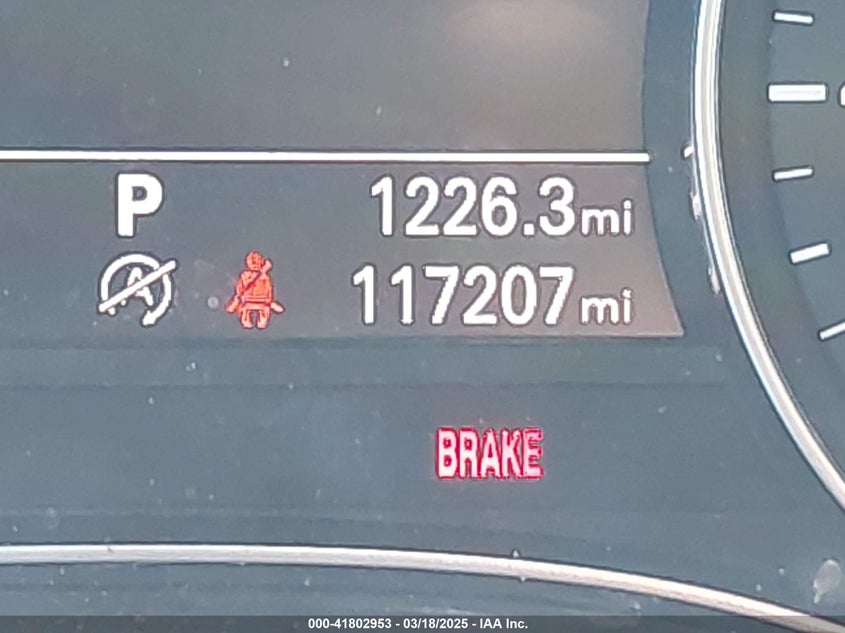 P 1226.3mi
A 117207mi
BRAKE
000-41802953 - 03/18/2025 - IAA Inc.